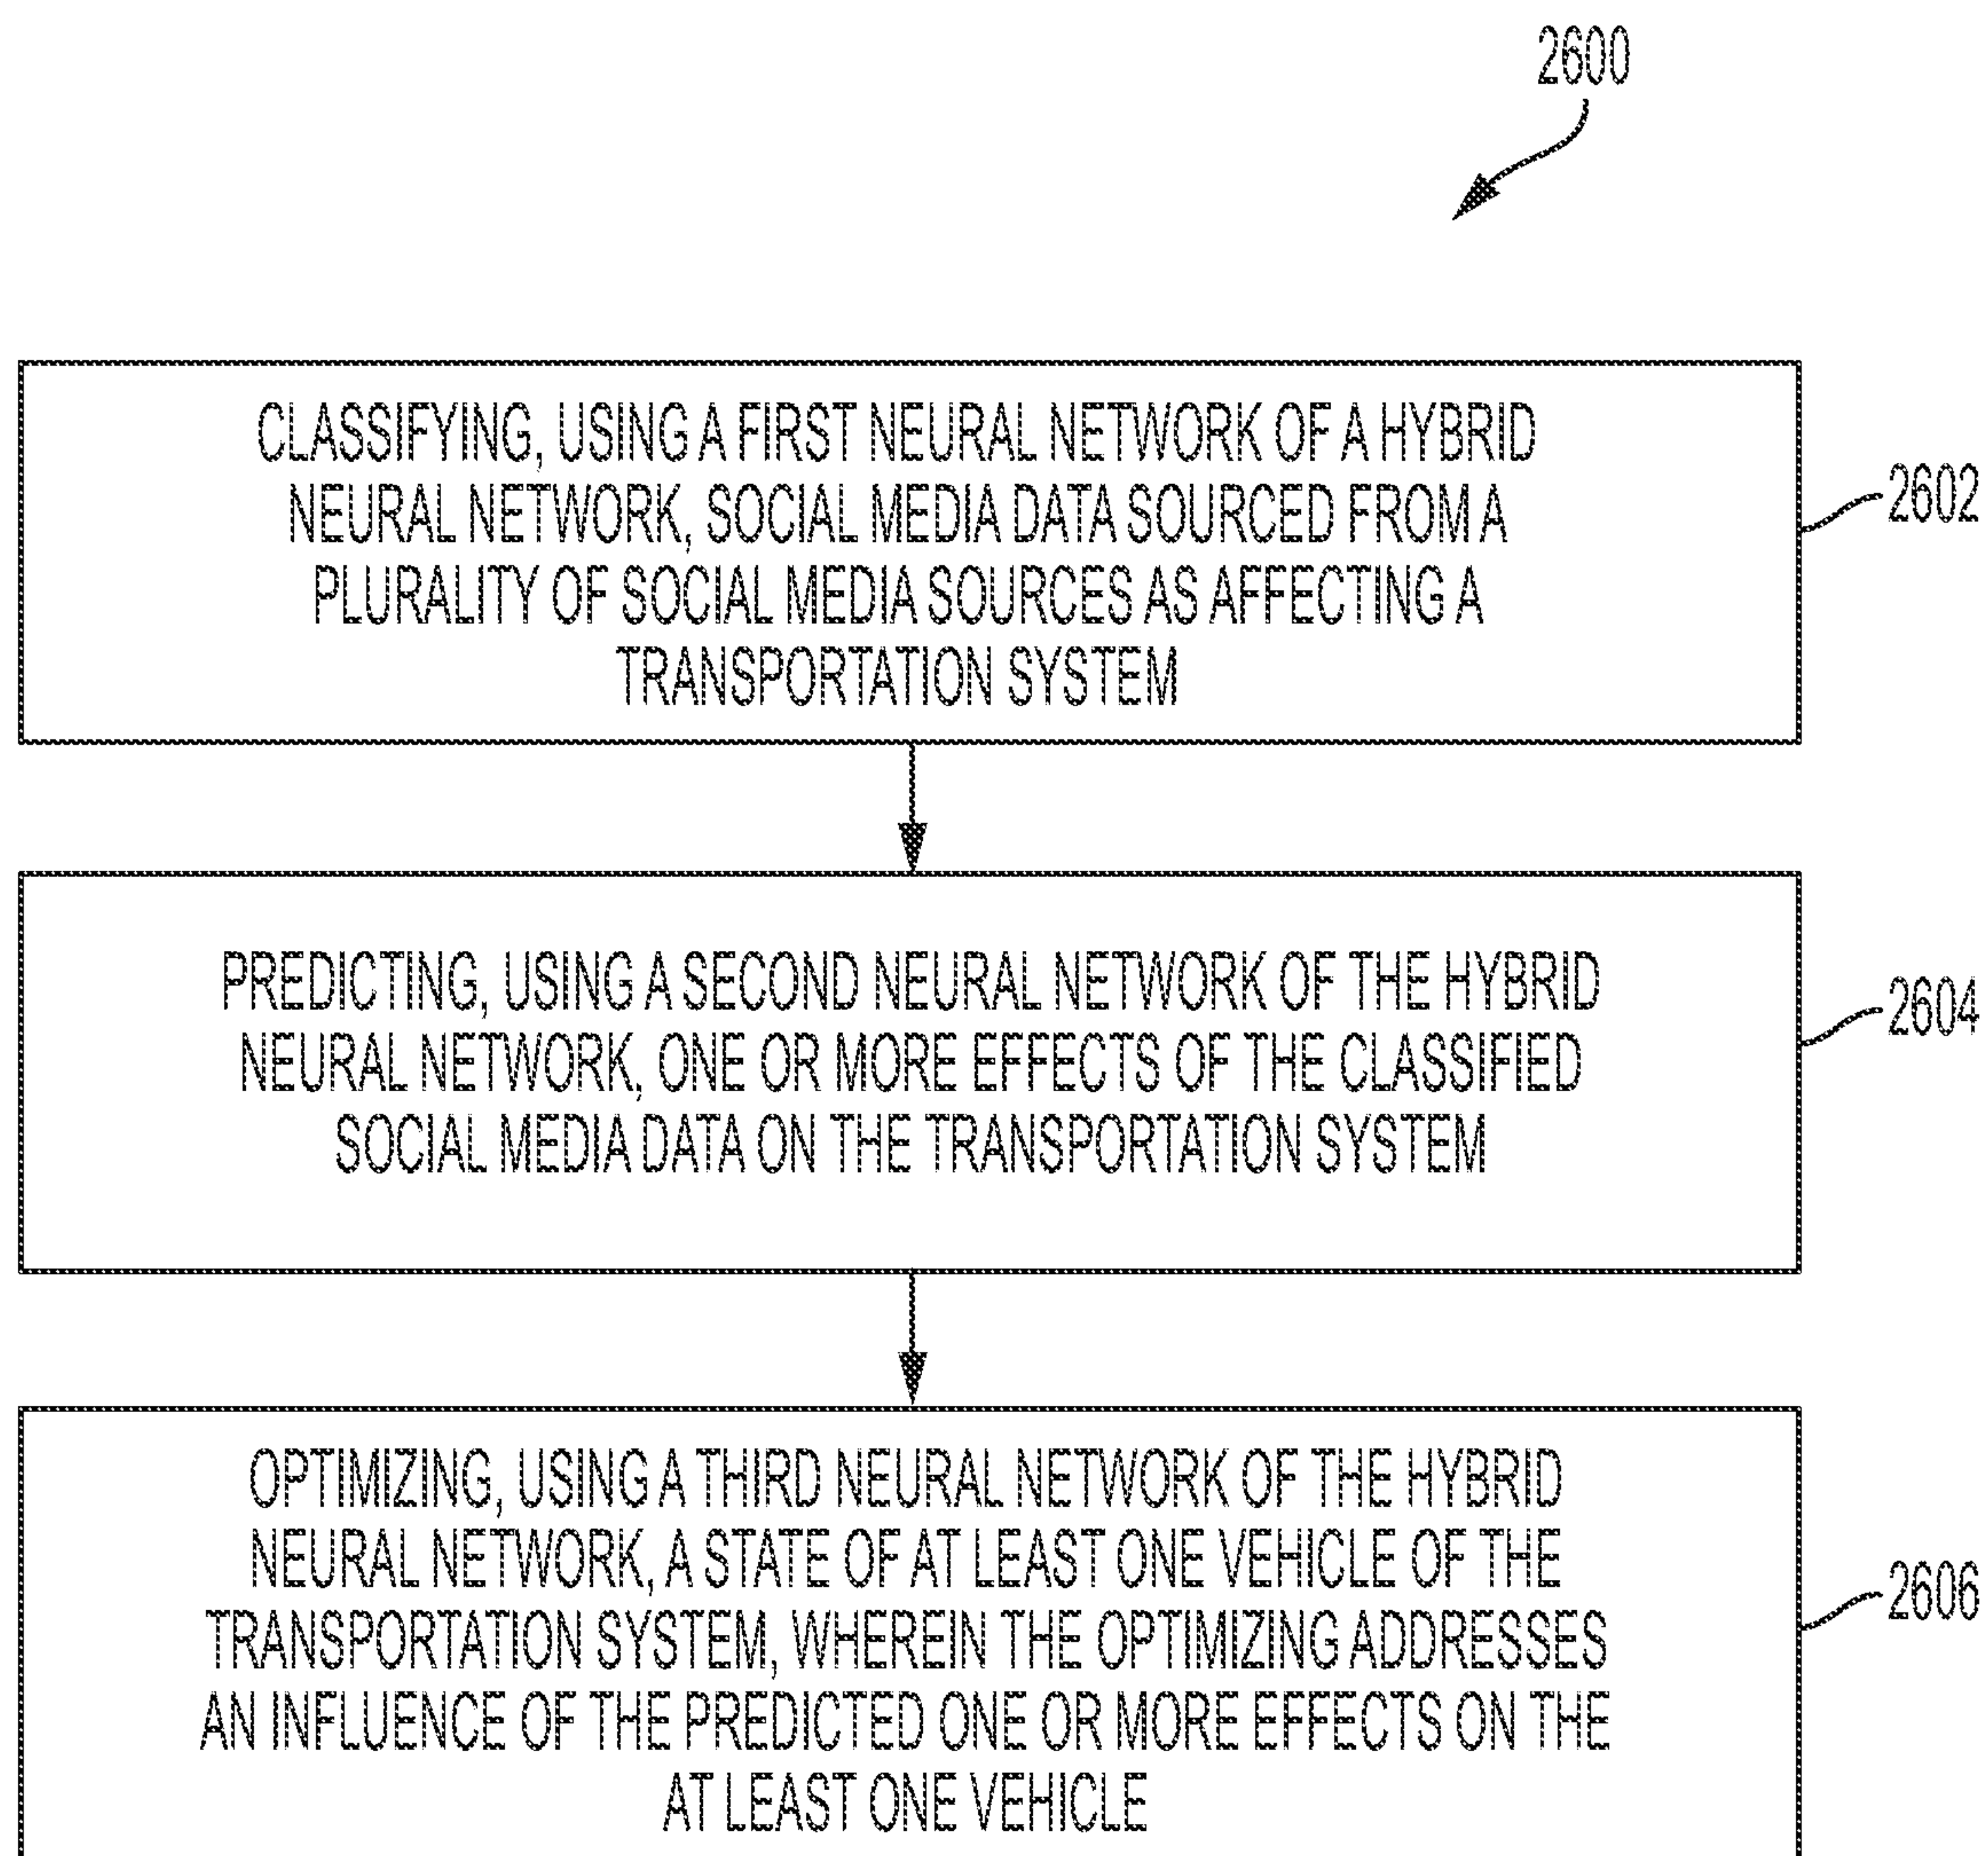 2600
CLASSIFYING, USING A FIRST NEURAL NETWORK OF A HYBRID
NEURAL NETWORK, SOCIAL MEDIA DATA SOURCED FROM A
PLURALITY OF SOCIAL MEDIA SOURCES AS AFFECTING A
TRANSPORTATION SYSTEM
2602
PREDICTING, USING A SECOND NEURAL NETWORK OF THE HYBRID
NEURAL NETWORK, ONE OR MORE EFFECTS OF THE CLASSIFIED
SOCIAL MEDIA DATA ON THE TRANSPORTATION SYSTEM
2604
OPTIMIZING, USING A THIRD NEURAL NETWORK OF THE HYBRID
NEURAL NETWORK, A STATE OF AT LEAST ONE VEHICLE OF THE
TRANSPORTATION SYSTEM, WHEREIN THE OPTIMIZING ADDRESSES
AN INFLUENCE OF THE PREDICTED ONE OR MORE EFFECTS ON THE
AT LEAST ONE VEHICLE
2606